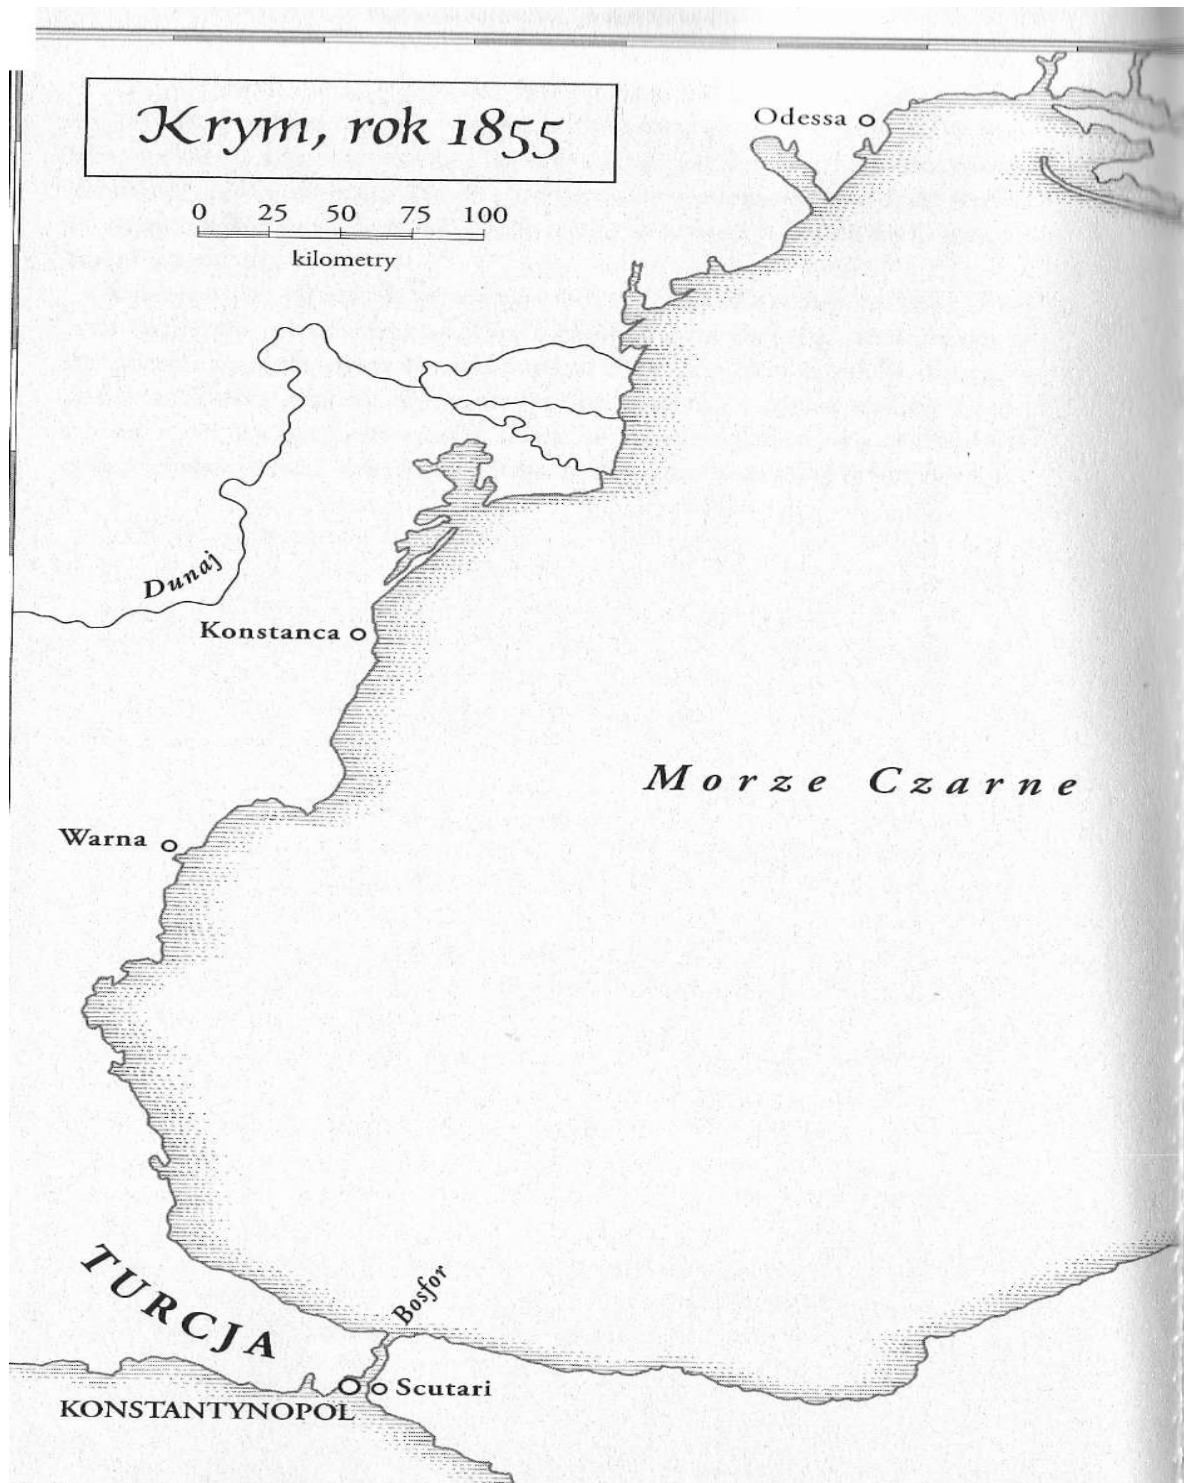 Krym, rok 1855
0 25 50 75 100
kilometry
Odessa
Dunaj
Konstanca
Morze Czarne
Warna
TURCJA
Bosfor
Scutari
KONSTANTYNOPOL